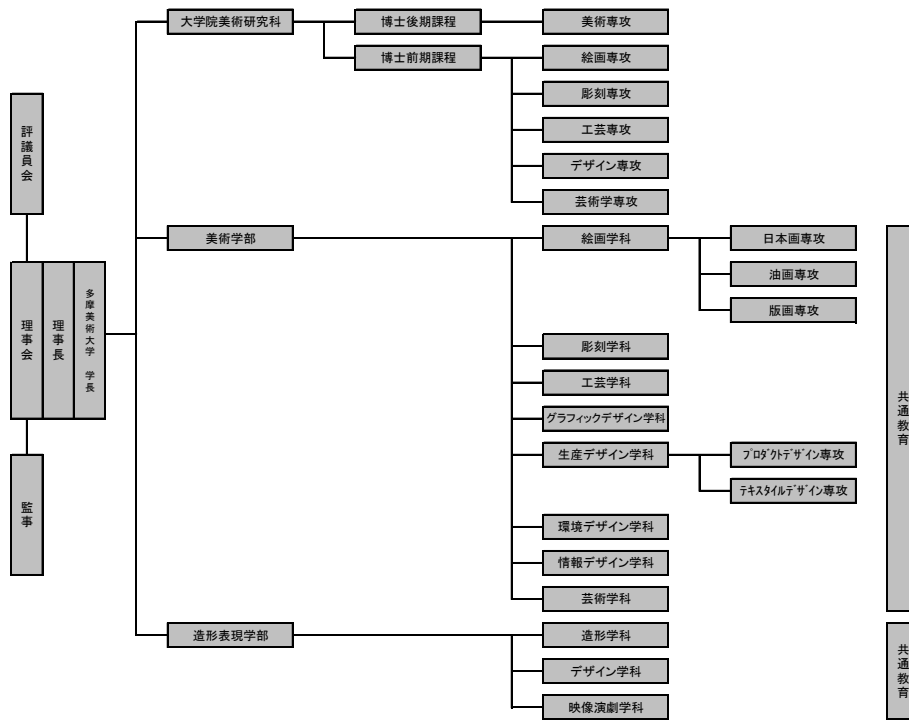 大学院美術研究科
博士後期課程
美術専攻
博士前期課程
絵画専攻
彫刻専攻
工芸専攻
デザイン専攻
芸術学専攻
評議員会
理事会
理事長
多摩美術大学 学長
監事
美術学部
絵画学科
日本画専攻
油画専攻
版画専攻
彫刻学科
工芸学科
グラフィックデザイン学科
生産デザイン学科
プロダクトデザイン専攻
テキスタイルデザイン専攻
環境デザイン学科
情報デザイン学科
芸術学科
共通教育
造形表現学部
造形学科
デザイン学科
映像演劇学科
共通教育